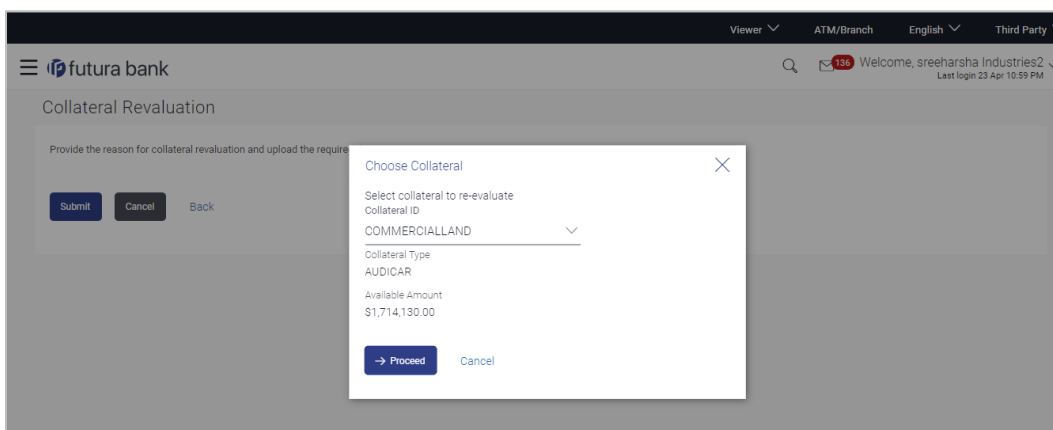 Viewer ATM/Branch English Third Party
futura bank 136 Welcome, sreeharsha Industries2
Last login 23 Apr 10:59 PM
Collateral Revaluation
Provide the reason for collateral revaluation and upload the require
Submit Cancel Back
Choose Collateral
Select collateral to re-evaluate
Collateral ID
COMMERCIALLAND
Collateral Type
AUDICAR
Available Amount
$1,714,130.00
Proceed Cancel